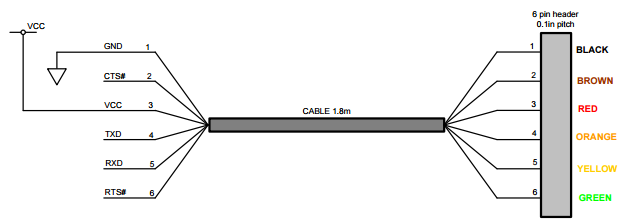 6 pin header
0.1in pitch
VCC
GND 1
CTS# 2
VCC 3
TXD 4
RXD 5
RTS# 6
CABLE 1.8m
1 BLACK
2 BROWN
3 RED
4 ORANGE
5 YELLOW
6 GREEN